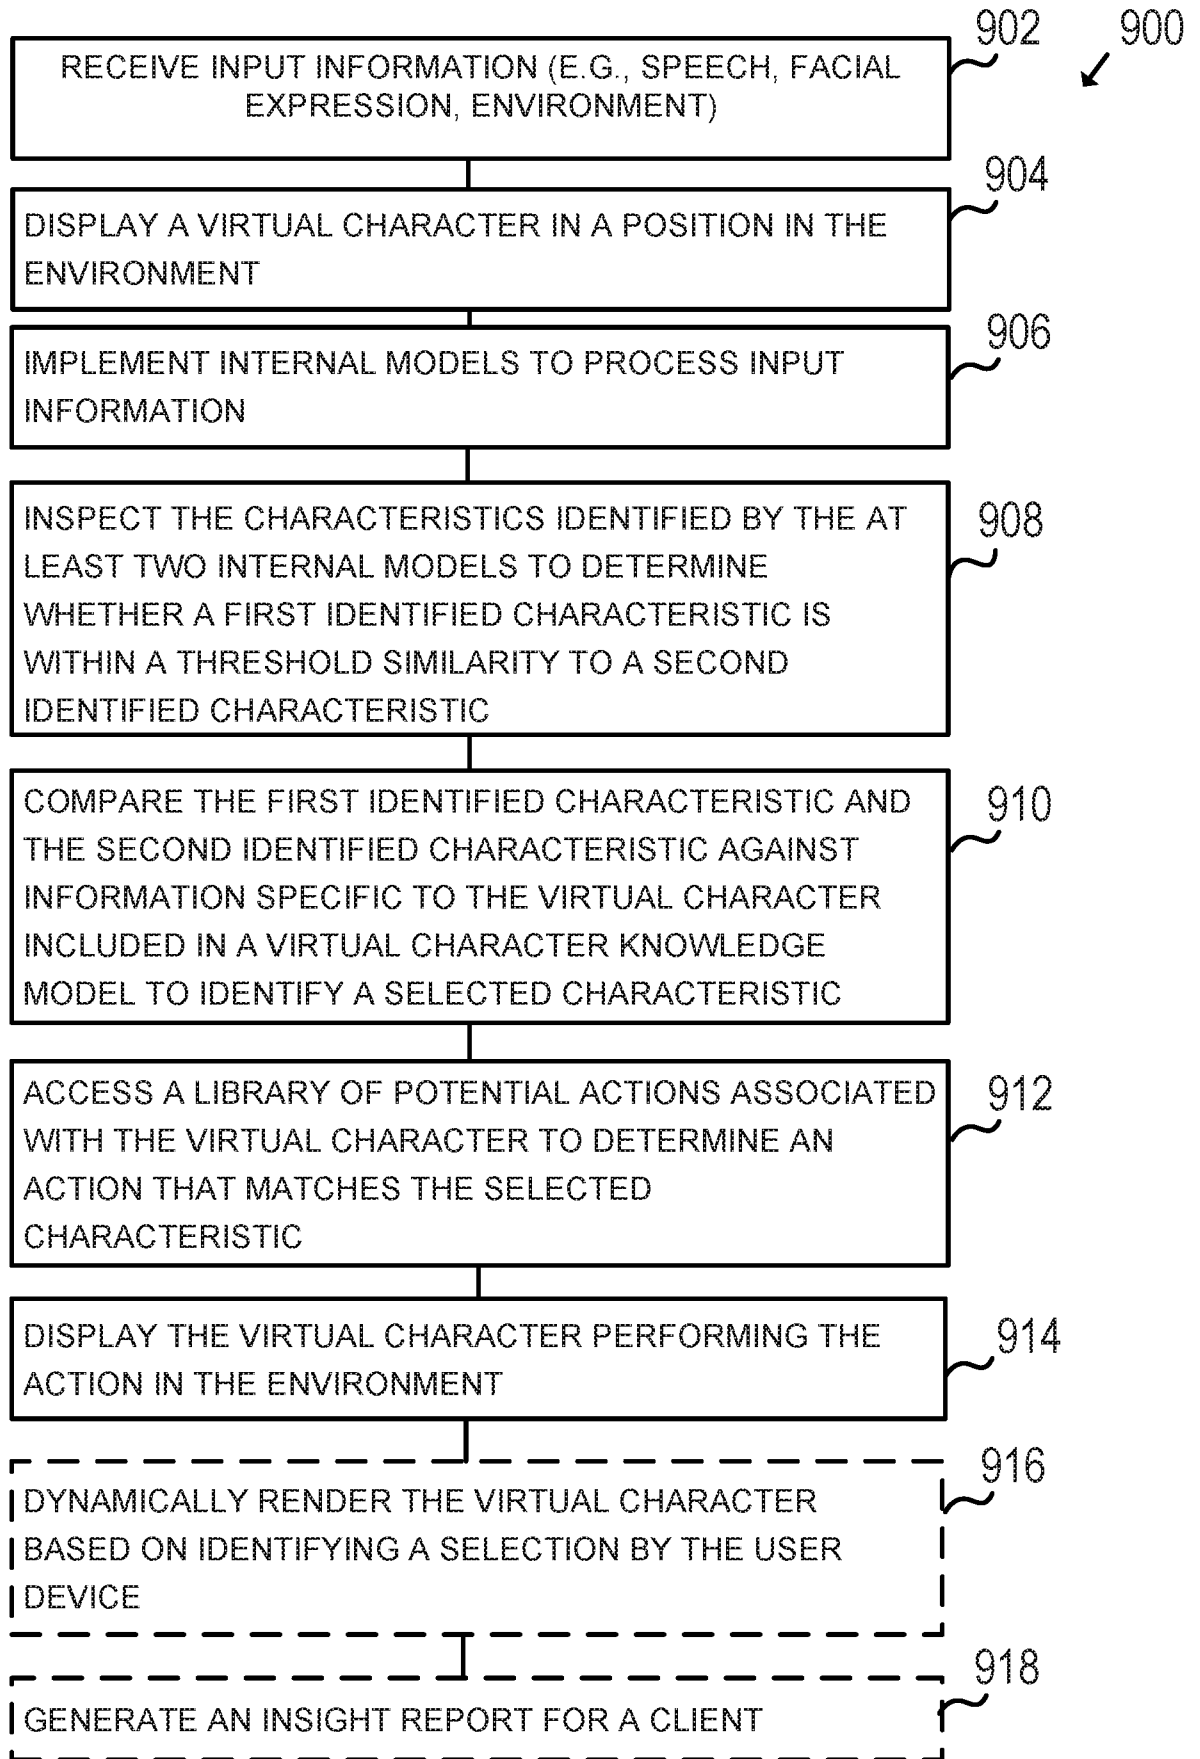 902
900
RECEIVE INPUT INFORMATION (E.G., SPEECH, FACIAL
EXPRESSION, ENVIRONMENT)
904
DISPLAY A VIRTUAL CHARACTER IN A POSITION IN THE
ENVIRONMENT
906
IMPLEMENT INTERNAL MODELS TO PROCESS INPUT
INFORMATION
908
INSPECT THE CHARACTERISTICS IDENTIFIED BY THE AT
LEAST TWO INTERNAL MODELS TO DETERMINE
WHETHER A FIRST IDENTIFIED CHARACTERISTIC IS
WITHIN A THRESHOLD SIMILARITY TO A SECOND
IDENTIFIED CHARACTERISTIC
910
COMPARE THE FIRST IDENTIFIED CHARACTERISTIC AND
THE SECOND IDENTIFIED CHARACTERISTIC AGAINST
INFORMATION SPECIFIC TO THE VIRTUAL CHARACTER
INCLUDED IN A VIRTUAL CHARACTER KNOWLEDGE
MODEL TO IDENTIFY A SELECTED CHARACTERISTIC
912
ACCESS A LIBRARY OF POTENTIAL ACTIONS ASSOCIATED
WITH THE VIRTUAL CHARACTER TO DETERMINE AN
ACTION THAT MATCHES THE SELECTED
CHARACTERISTIC
914
DISPLAY THE VIRTUAL CHARACTER PERFORMING THE
ACTION IN THE ENVIRONMENT
916
DYNAMICALLY RENDER THE VIRTUAL CHARACTER
BASED ON IDENTIFYING A SELECTION BY THE USER
DEVICE
918
GENERATE AN INSIGHT REPORT FOR A CLIENT